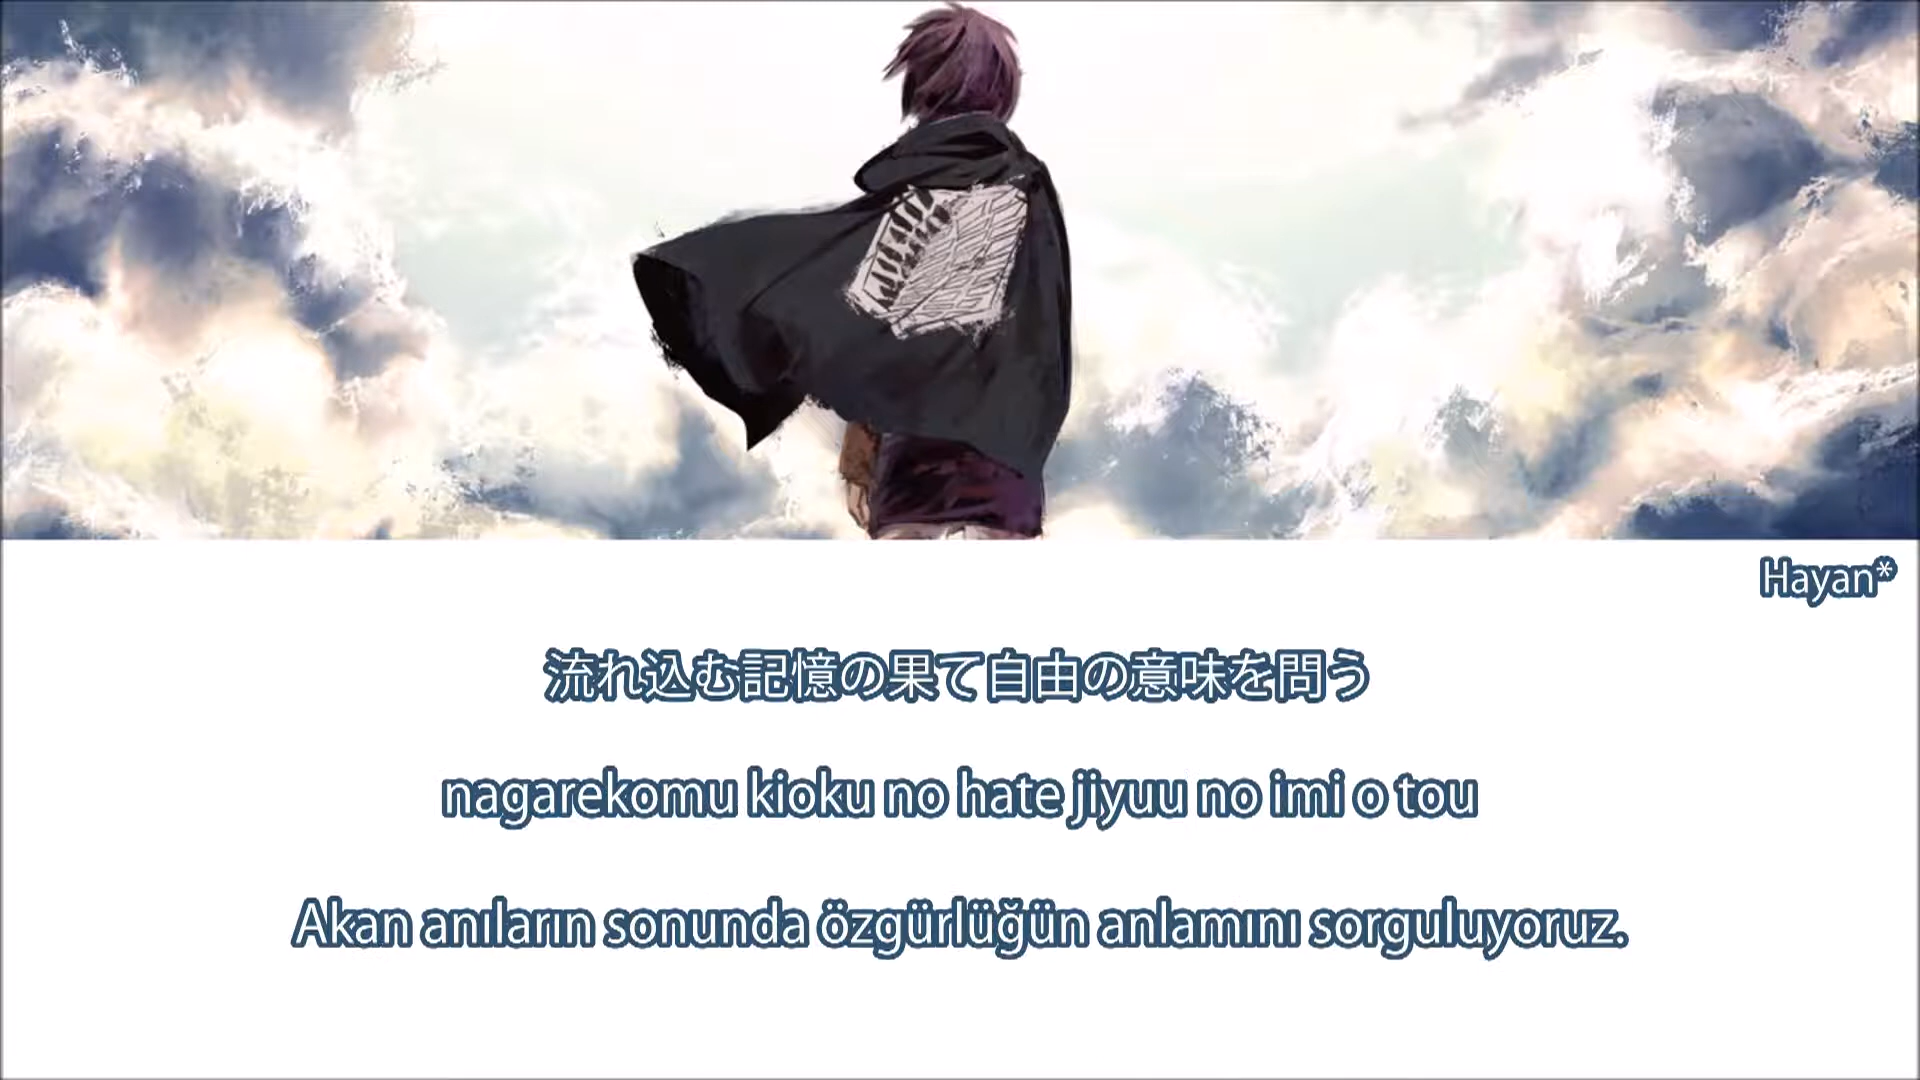 Hayan*
流れ込む記憶の果て自由の意味を問う
nagarekomu kioku no hate jiyuu no imi o tou
Akan anıların sonunda özgürlüğün anlamını sorguluyoruz.